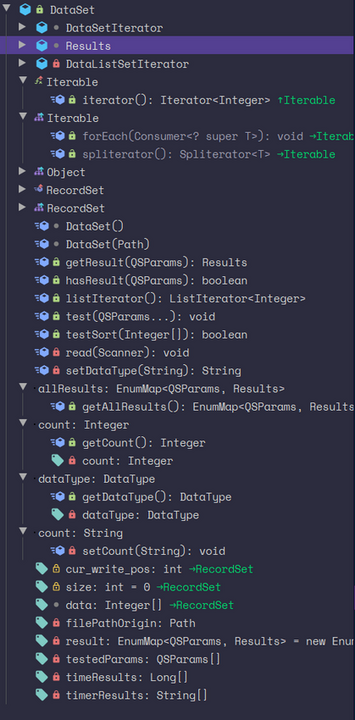 DataSet
DataSetIterator
Results
DataListSetIterator
Iterable
iterator(): Iterator<Integer> ↑Iterable
Iterable
forEach(Consumer<? super T>): void →Iterab
spliterator(): Spliterator<T> →Iterable
Object
RecordSet
RecordSet
DataSet()
DataSet(Path)
getResult(QSParams): Results
hasResult(QSParams): boolean
listIterator(): ListIterator<Integer>
test(QSParams...): void
testSort(Integer[]): boolean
read(Scanner): void
setDataType(String): String
allResults: EnumMap<QSParams, Results>
getAllResults(): EnumMap<QSParams, Results
count: Integer
getCount(): Integer
count: Integer
dataType: DataType
getDataType(): DataType
dataType: DataType
count: String
setCount(String): void
cur_write_pos: int →RecordSet
size: int = 0 →RecordSet
data: Integer[] →RecordSet
filePathOrigin: Path
result: EnumMap<QSParams, Results> = new Enum
testedParams: QSParams[]
timeResults: Long[]
timerResults: String[]